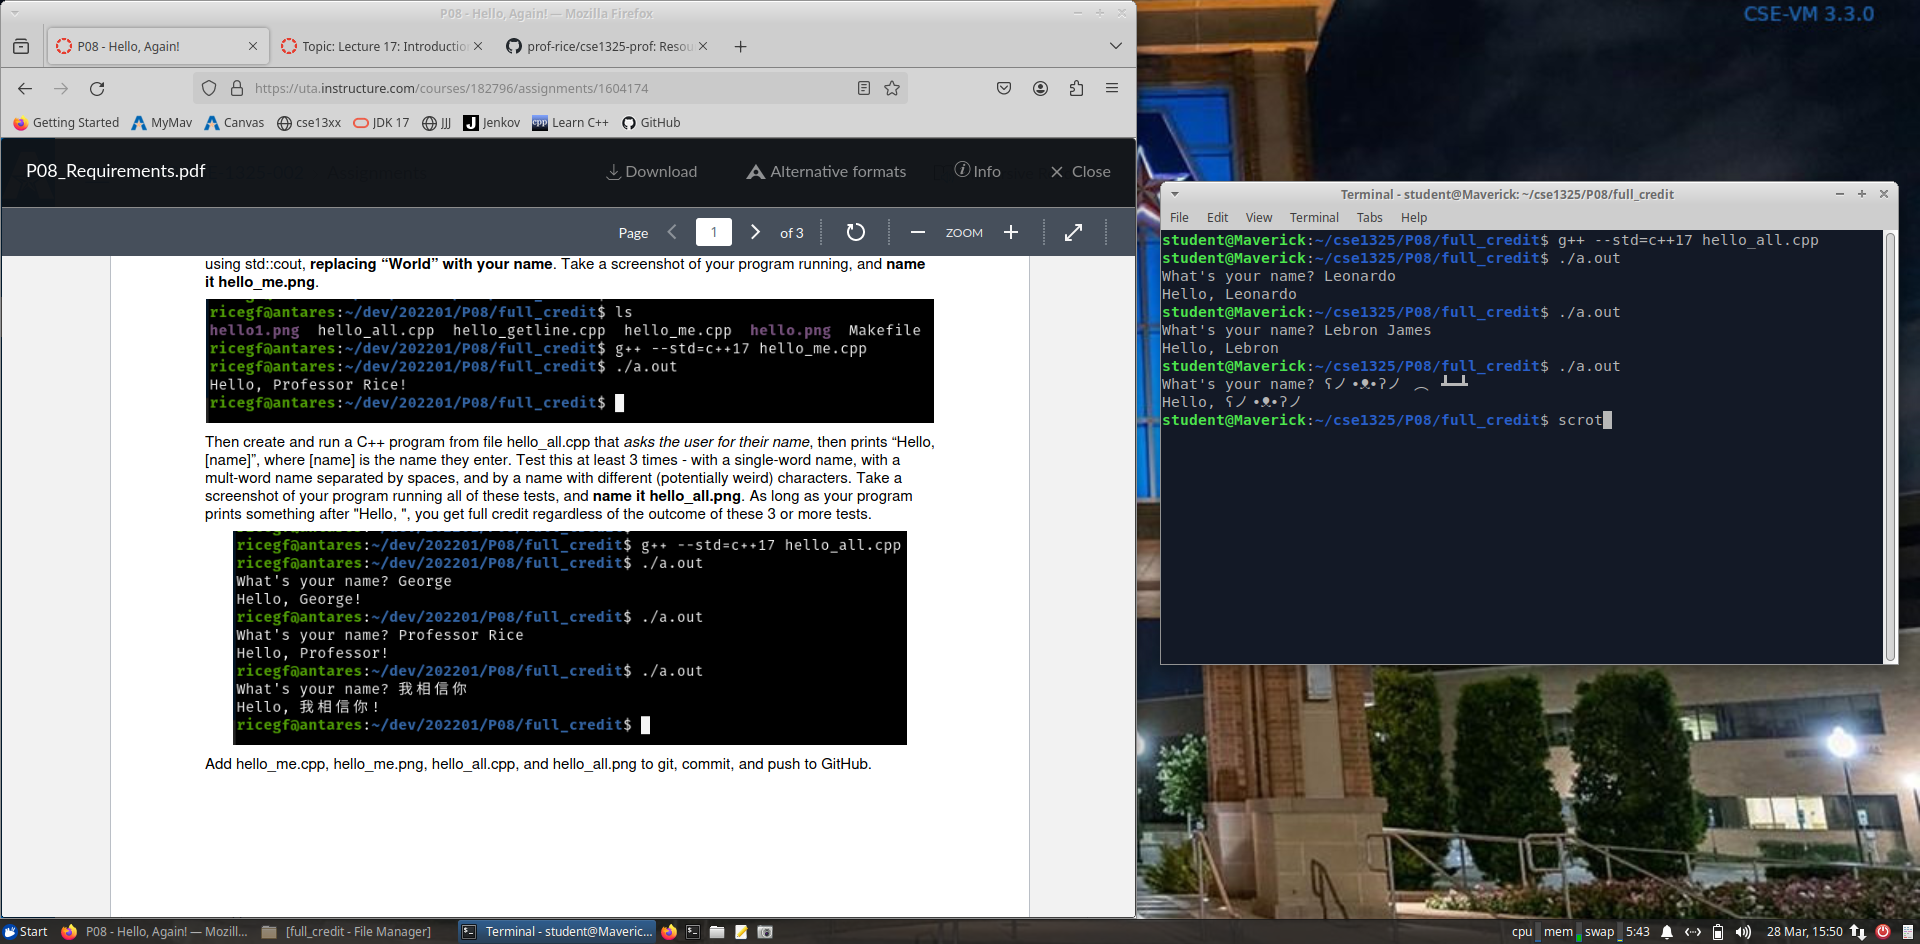 P08 - Hello, Again! — Mozilla Firefox
P08 - Hello, Again!
Topic: Lecture 17: Introductio
prof-rice/cse1325-prof: Resou
https://uta.instructure.com/courses/182796/assignments/1604174
Getting Started
MyMav
Canvas
cse13xx
JDK 17
JJJ
Jenkov
Learn C++
GitHub
P08_Requirements.pdf
Download
Alternative formats
Info
Close
Page
1
of 3
ZOOM
using std::cout, replacing “World” with your name. Take a screenshot of your program running, and name
it hello_me.png.
ricegf@antares:~/dev/202201/P08/full_credit$ ls
hello1.png hello_all.cpp hello_getline.cpp hello_me.cpp hello.png Makefile
ricegf@antares:~/dev/202201/P08/full_credit$ g++ --std=c++17 hello_me.cpp
ricegf@antares:~/dev/202201/P08/full_credit$ ./a.out
Hello, Professor Rice!
ricegf@antares:~/dev/202201/P08/full_credit$
Then create and run a C++ program from file hello_all.cpp that asks the user for their name, then prints “Hello,
[name]”, where [name] is the name they enter. Test this at least 3 times - with a single-word name, with a
mult-word name separated by spaces, and by a name with different (potentially weird) characters. Take a
screenshot of your program running all of these tests, and name it hello_all.png. As long as your program
prints something after "Hello, ", you get full credit regardless of the outcome of these 3 or more tests.
ricegf@antares:~/dev/202201/P08/full_credit$ g++ --std=c++17 hello_all.cpp
ricegf@antares:~/dev/202201/P08/full_credit$ ./a.out
What's your name? George
Hello, George!
ricegf@antares:~/dev/202201/P08/full_credit$ ./a.out
What's your name? Professor Rice
Hello, Professor!
ricegf@antares:~/dev/202201/P08/full_credit$ ./a.out
What's your name? 我相信你
Hello, 我相信你!
ricegf@antares:~/dev/202201/P08/full_credit$
Add hello_me.cpp, hello_me.png, hello_all.cpp, and hello_all.png to git, commit, and push to GitHub.
CSE-VM 3.3.0
Terminal - student@Maverick: ~/cse1325/P08/full_credit
File Edit View Terminal Tabs Help
student@Maverick:~/cse1325/P08/full_credit$ g++ --std=c++17 hello_all.cpp
student@Maverick:~/cse1325/P08/full_credit$ ./a.out
What's your name? Leonardo
Hello, Leonardo
student@Maverick:~/cse1325/P08/full_credit$ ./a.out
What's your name? Lebron James
Hello, Lebron
student@Maverick:~/cse1325/P08/full_credit$ ./a.out
What's your name? ʕノ•ᴥ•ʔノ ︵ ┻━┻
Hello, ʕノ•ᴥ•ʔノ
student@Maverick:~/cse1325/P08/full_credit$ scrot
Start
P08 - Hello, Again! — Mozill...
[full_credit - File Manager]
Terminal - student@Maveric...
cpu
mem
swap
5:43
28 Mar, 15:50